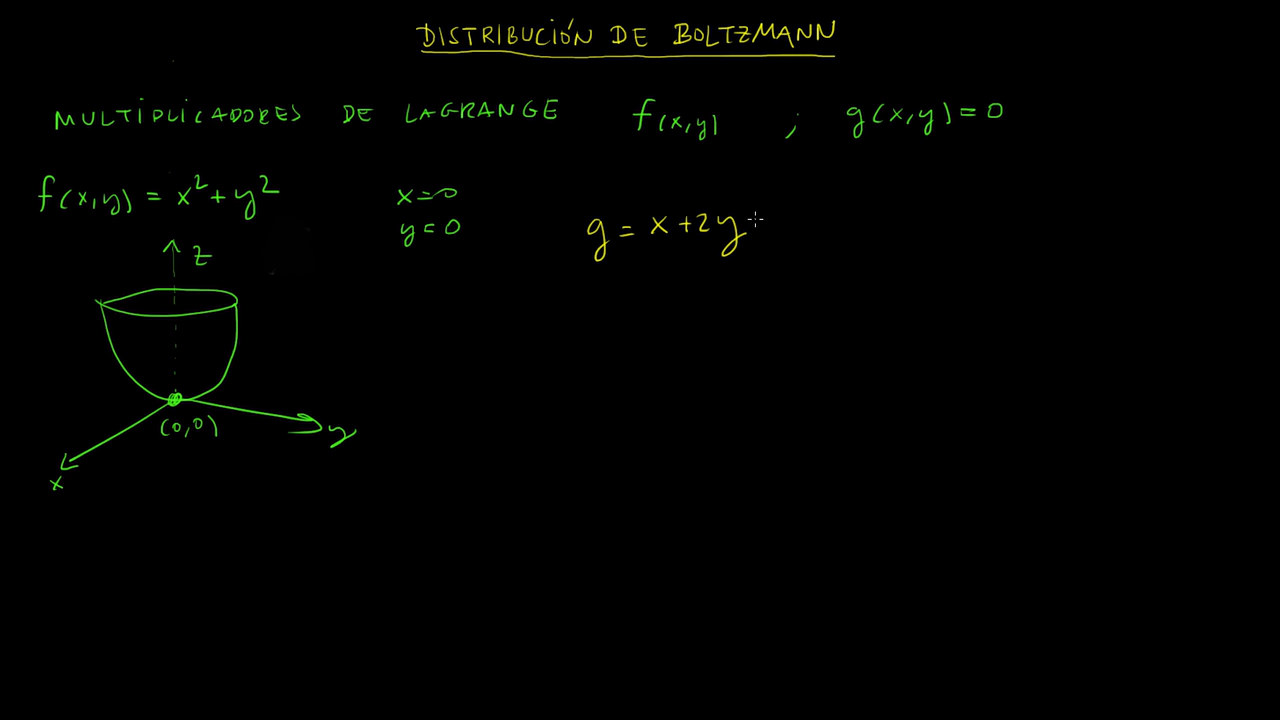 DISTRIBUCIÓN DE BOLTZMANN
MULTIPLICADORES DE LAGRANGE f(x,y) ; g(x,y)=0
f(x,y) = x²+y²
x=0
y=0
g = x+2y
z
(0,0)
y
x